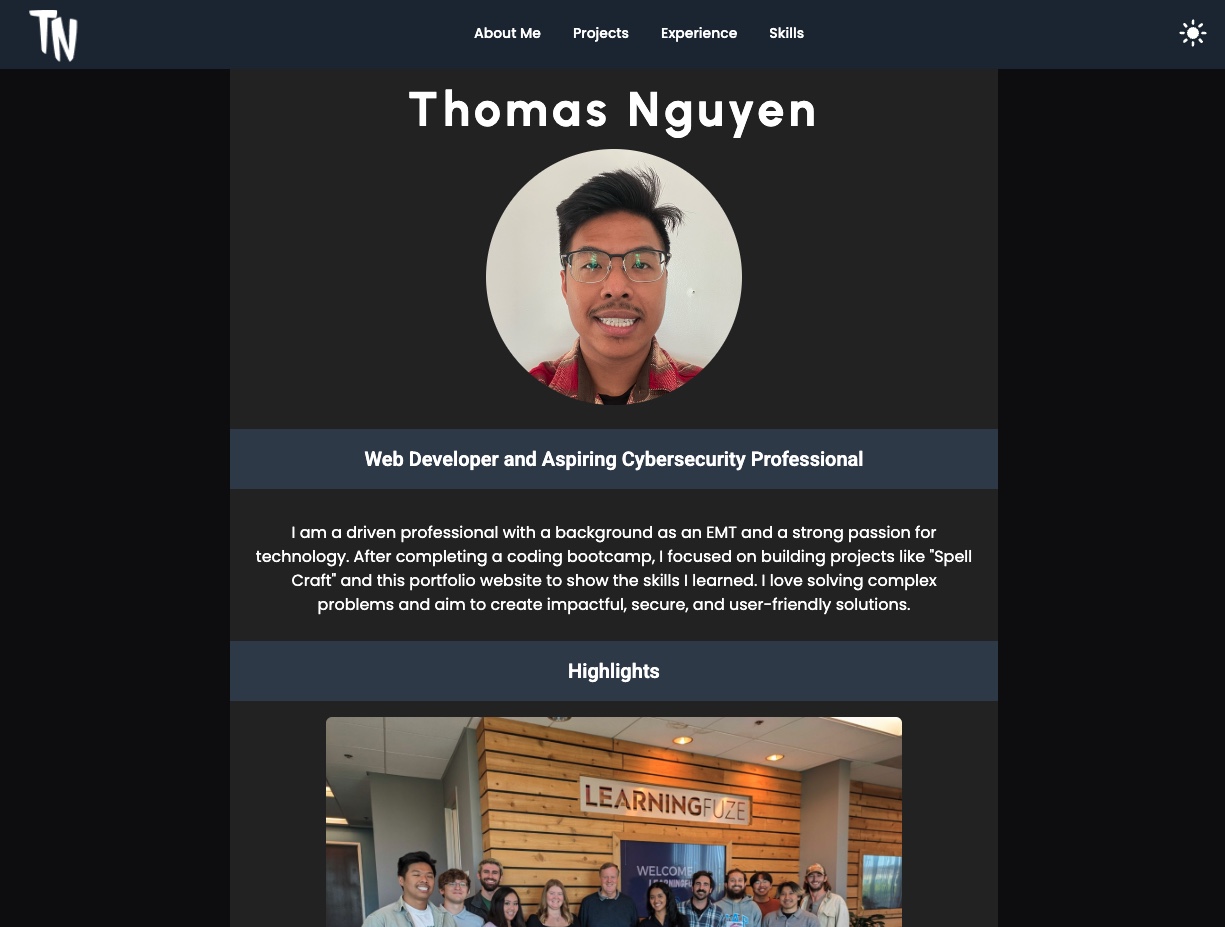 TN
About Me
Projects
Experience
Skills
Thomas Nguyen
Web Developer and Aspiring Cybersecurity Professional
I am a driven professional with a background as an EMT and a strong passion for
technology. After completing a coding bootcamp, I focused on building projects like "Spell
Craft" and this portfolio website to show the skills I learned. I love solving complex
problems and aim to create impactful, secure, and user-friendly solutions.
Highlights
LEARNINGFUZE
WELCOME
LEARNINGFU